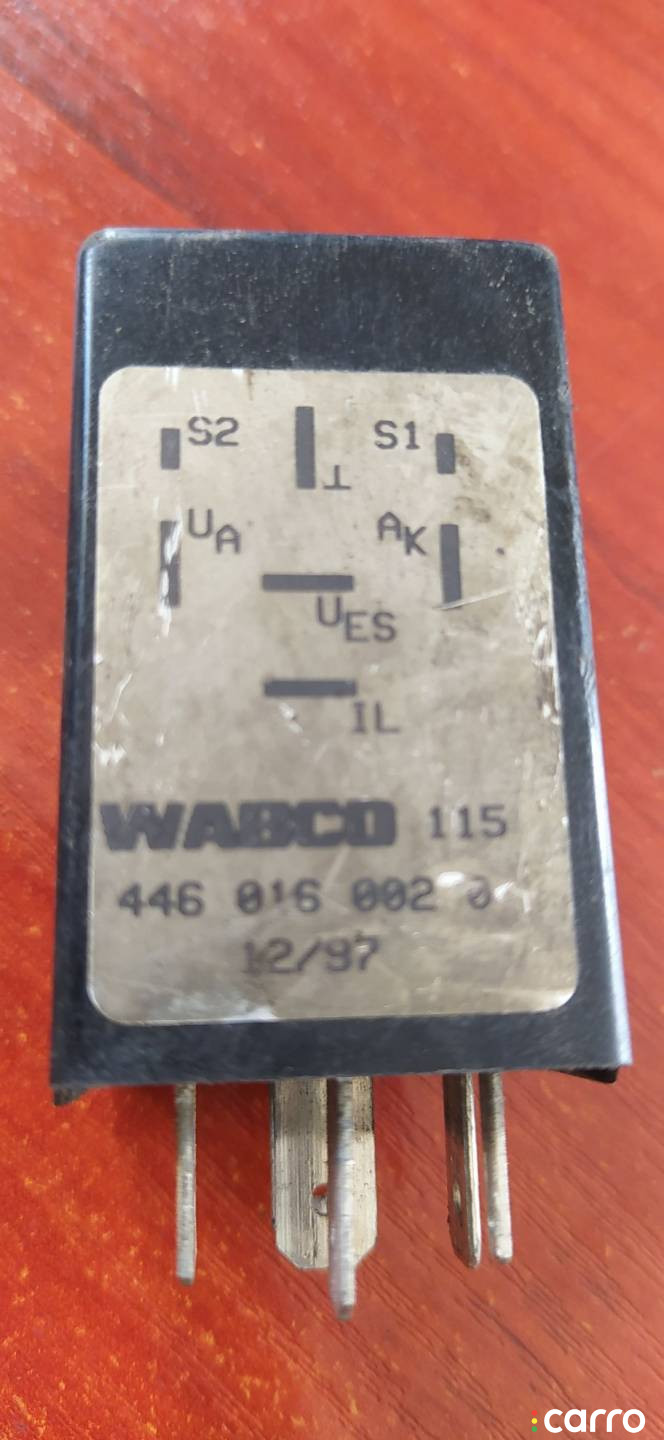 S2 ⊥ S1
UA AK
UES
IL
WABCO 115
446 016 002 0
12/97
carro